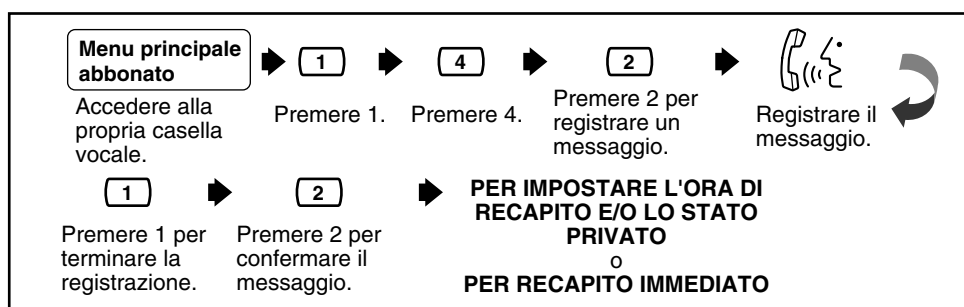 Menu principale
abbonato
1
4
2
Accedere alla
propria casella
vocale.
Premere 1.
Premere 4.
Premere 2 per
registrare un
messaggio.
Registrare il
messaggio.
1
2
Premere 1 per
terminare la
registrazione.
Premere 2 per
confermare il
messaggio.
PER IMPOSTARE L'ORA DI
RECAPITO E/O LO STATO
PRIVATO
o
PER RECAPITO IMMEDIATO